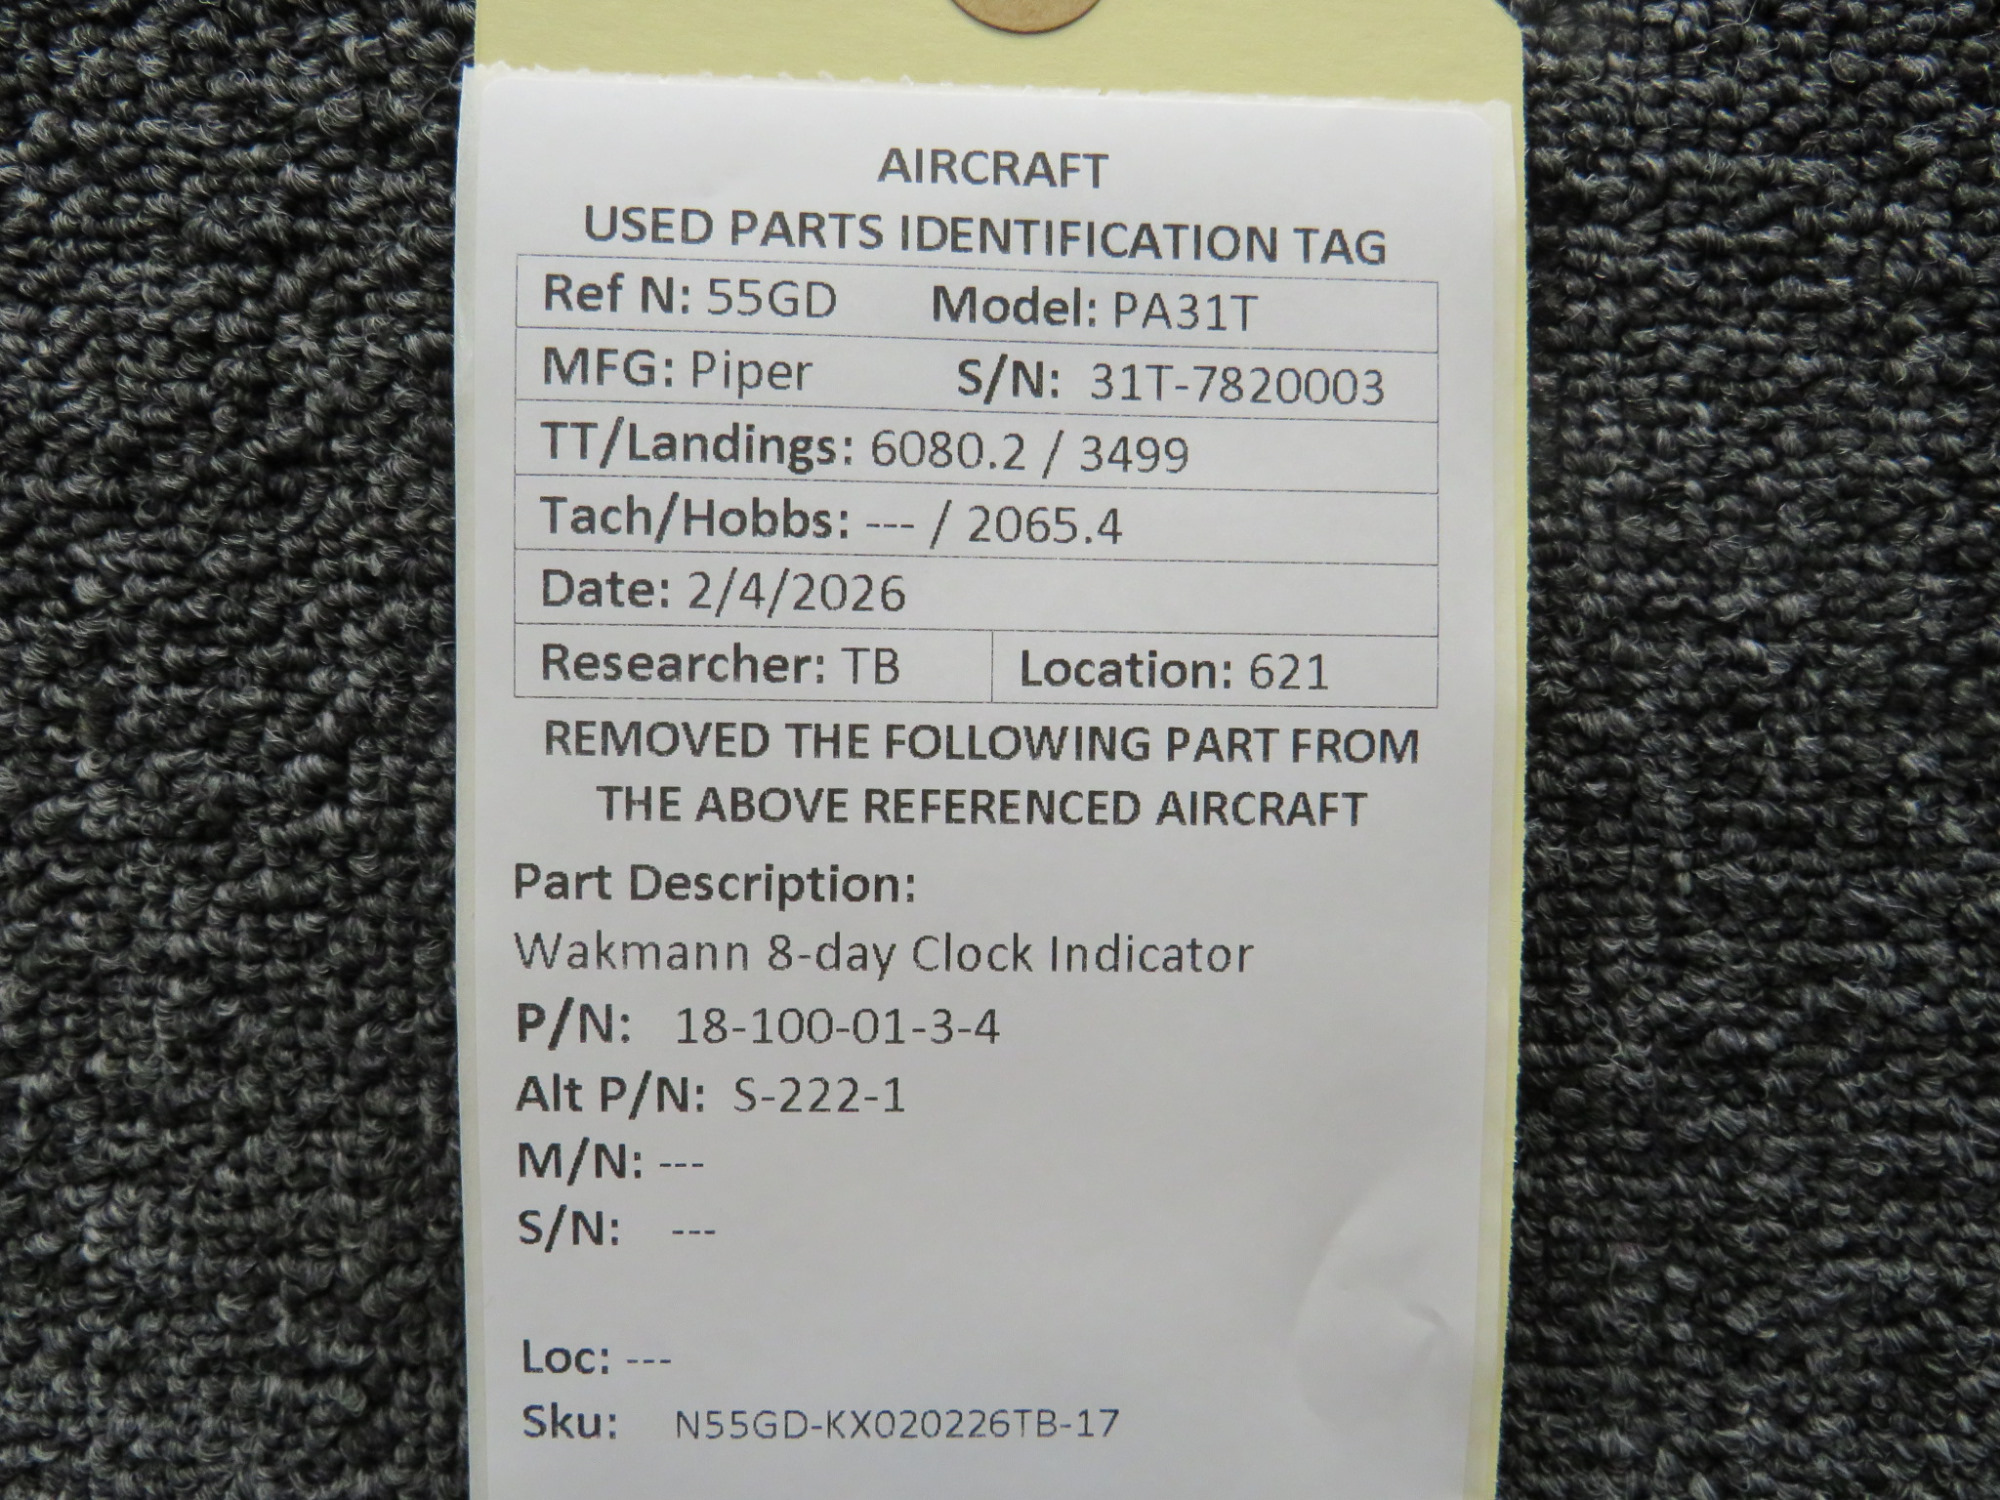 AIRCRAFT
USED PARTS IDENTIFICATION TAG
Ref N: 55GD Model: PA31T
MFG: Piper S/N: 31T-7820003
TT/Landings: 6080.2 / 3499
Tach/Hobbs: --- / 2065.4
Date: 2/4/2026
Researcher: TB Location: 621
REMOVED THE FOLLOWING PART FROM
THE ABOVE REFERENCED AIRCRAFT
Part Description:
Wakmann 8-day Clock Indicator
P/N: 18-100-01-3-4
Alt P/N: S-222-1
M/N: ---
S/N: ---
Loc: ---
Sku: N55GD-KX020226TB-17